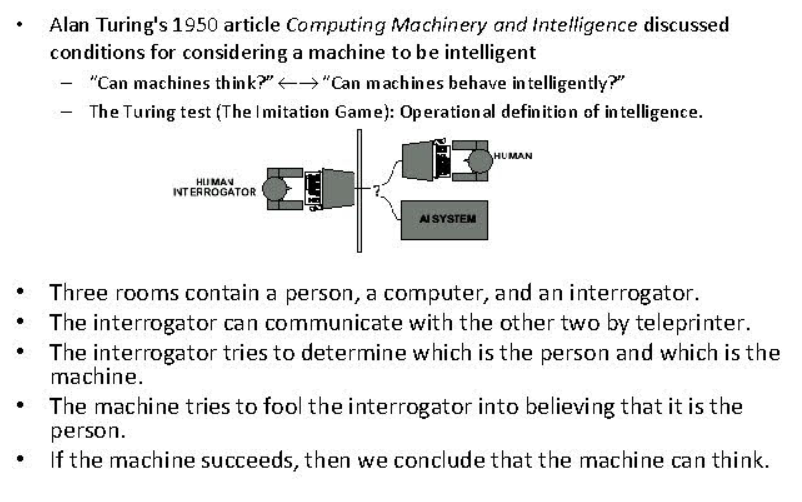 • Alan Turing's 1950 article Computing Machinery and Intelligence discussed
conditions for considering a machine to be intelligent
– "Can machines think?" ←→ "Can machines behave intelligently?"
– The Turing test (The Imitation Game): Operational definition of intelligence.
HUMAN
INTERROGATOR
?
HUMAN
AI SYSTEM
• Three rooms contain a person, a computer, and an interrogator.
• The interrogator can communicate with the other two by teleprinter.
• The interrogator tries to determine which is the person and which is the
machine.
• The machine tries to fool the interrogator into believing that it is the
person.
• If the machine succeeds, then we conclude that the machine can think.